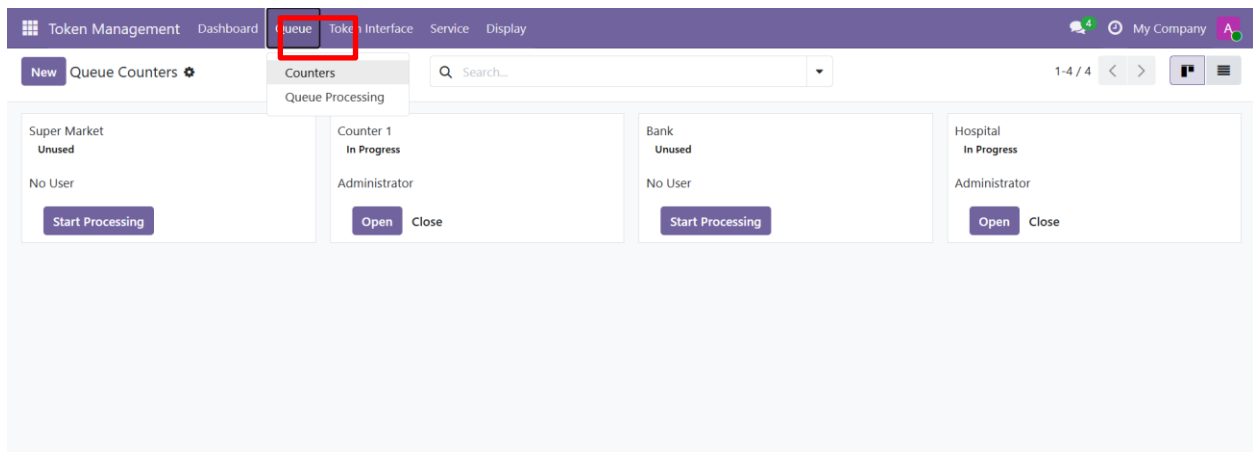 Token Management Dashboard Queue Token Interface Service Display 4 My Company A
New Queue Counters Search... 1-4 / 4
Counters
Queue Processing
Super Market
Unused
No User
Start Processing
Counter 1
In Progress
Administrator
Open Close
Bank
Unused
No User
Start Processing
Hospital
In Progress
Administrator
Open Close